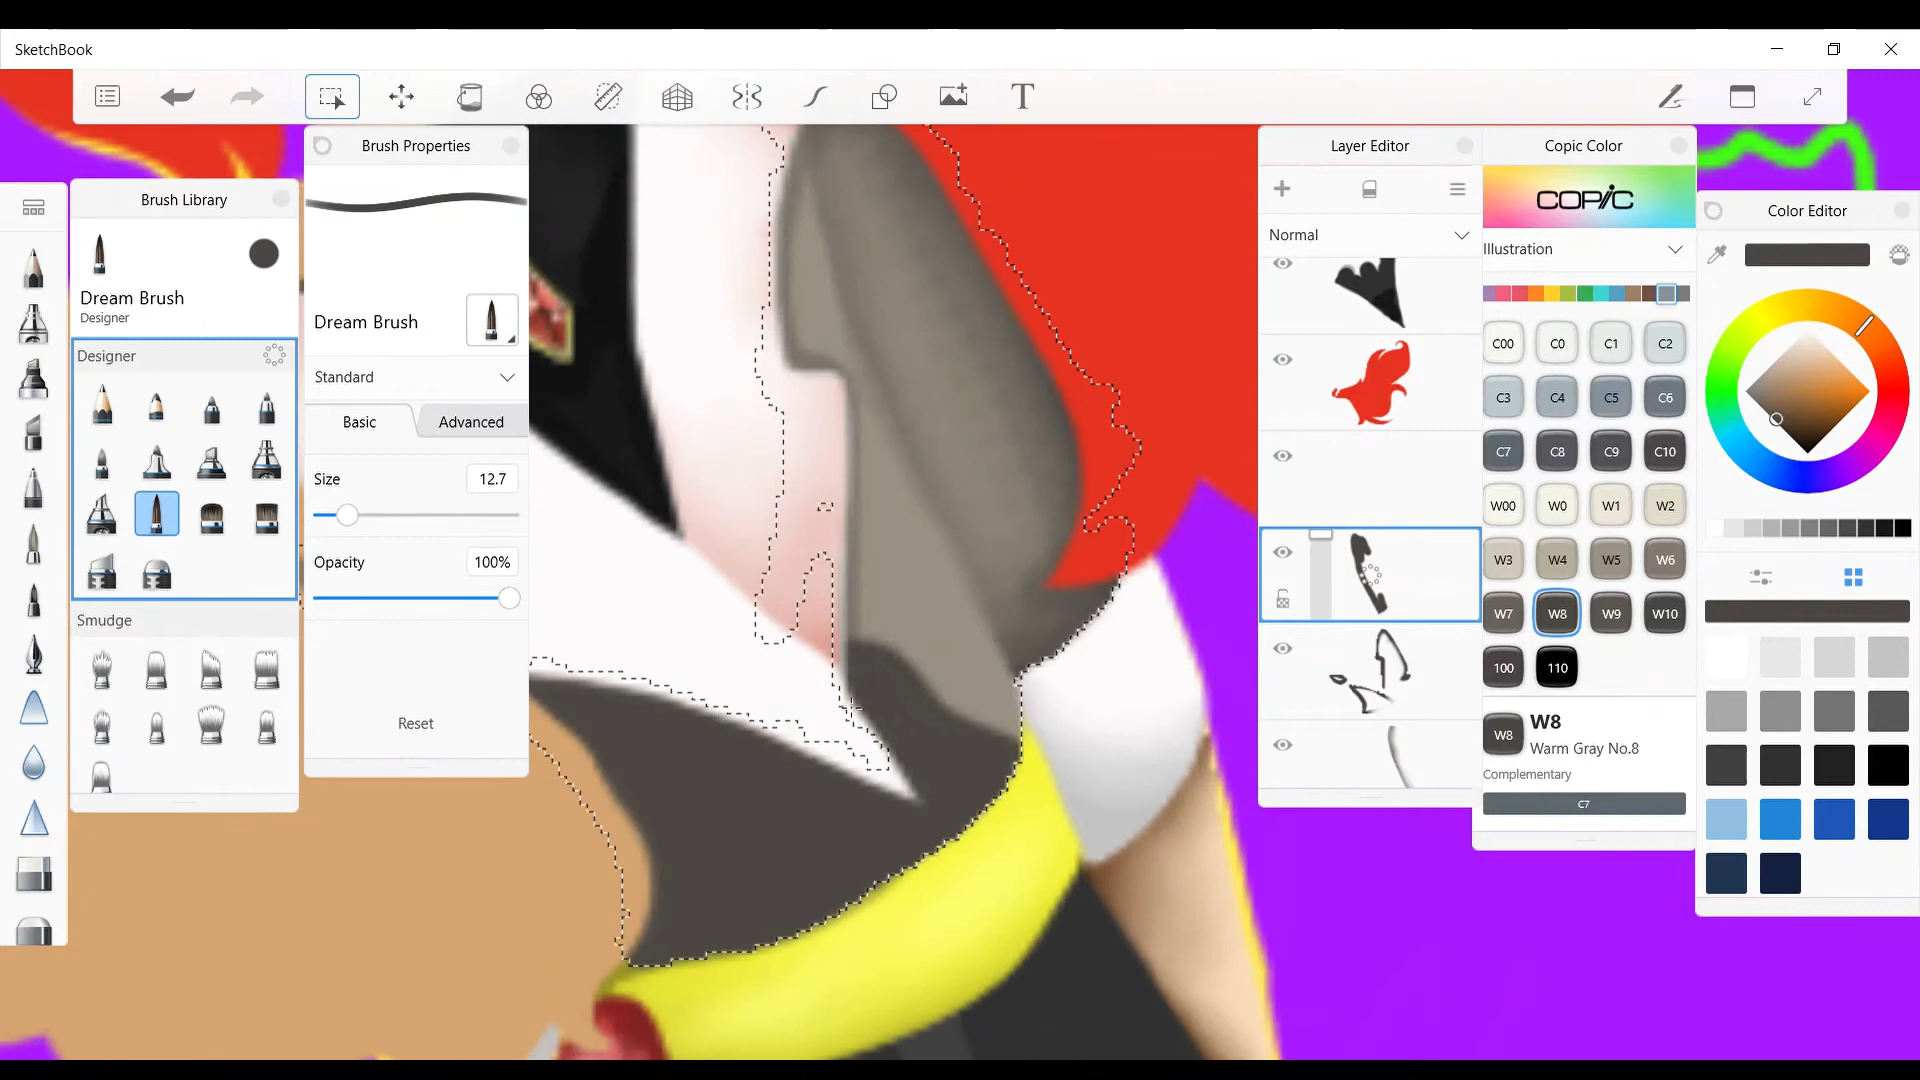 SketchBook
T
Brush Library
Dream Brush
Designer
Designer
Smudge
Brush Properties
Dream Brush
Standard
Basic
Advanced
Size
12.7
Opacity
100%
Reset
Layer Editor
Normal
Copic Color
COPIC
Illustration
C00 C0 C1 C2
C3 C4 C5 C6
C7 C8 C9 C10
W00 W0 W1 W2
W3 W4 W5 W6
W7 W8 W9 W10
100 110
W8
W8
Warm Gray No.8
Complementary
C7
Color Editor